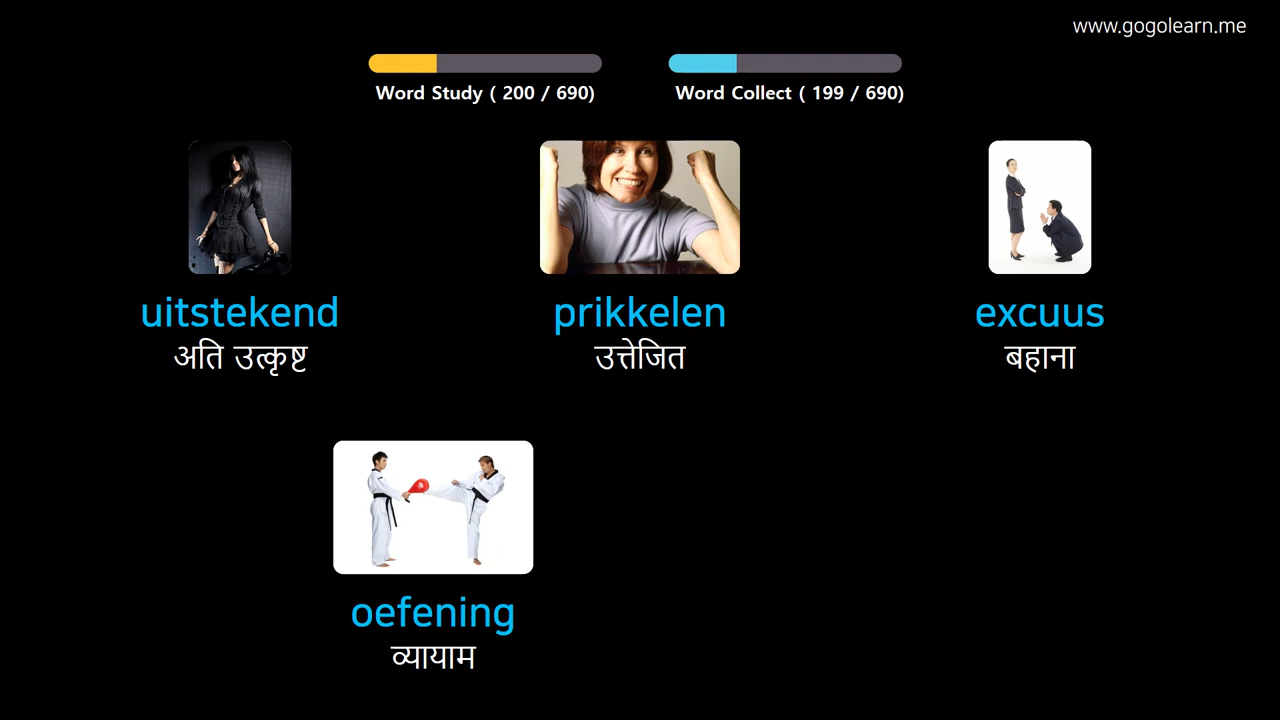 www.gogolearn.me
Word Study ( 200 / 690)
Word Collect ( 199 / 690)
uitstekend
अति उत्कृष्ट
prikkelen
उत्तेजित
excuus
बहाना
oefening
व्यायाम